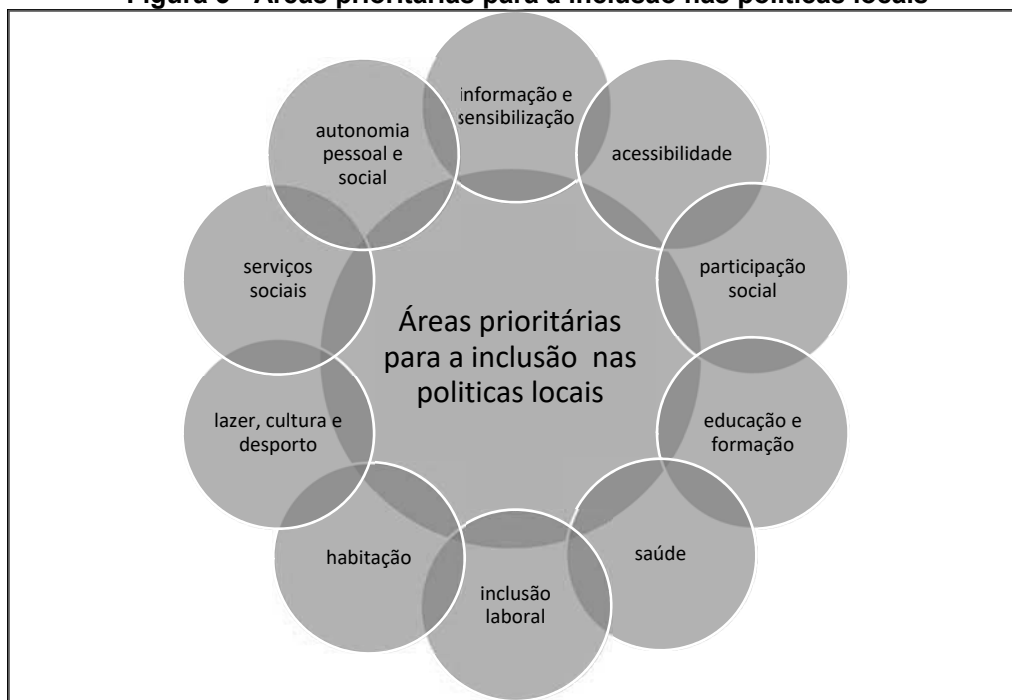 Figura - Áreas prioritárias para a inclusão nas políticas locais
informação e
sensibilização
acessibilidade
participação
social
educação e
formação
saúde
inclusão
laboral
habitação
lazer, cultura e
desporto
serviços
sociais
autonomia
pessoal e
social
Áreas prioritárias
para a inclusão nas
politicas locais